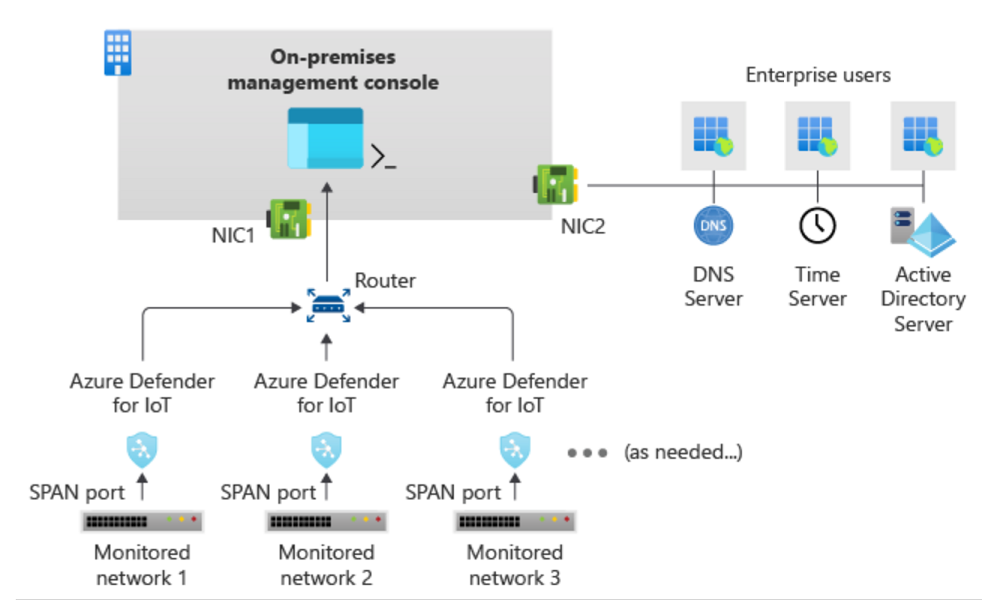 On-premises
management console
Enterprise users
NIC1
NIC2
DNS
DNS
Server
Time
Server
Active
Directory
Server
Router
Azure Defender
for IoT
Azure Defender
for IoT
Azure Defender
for IoT
(as needed...)
SPAN port
SPAN port
SPAN port
Monitored
network 1
Monitored
network 2
Monitored
network 3